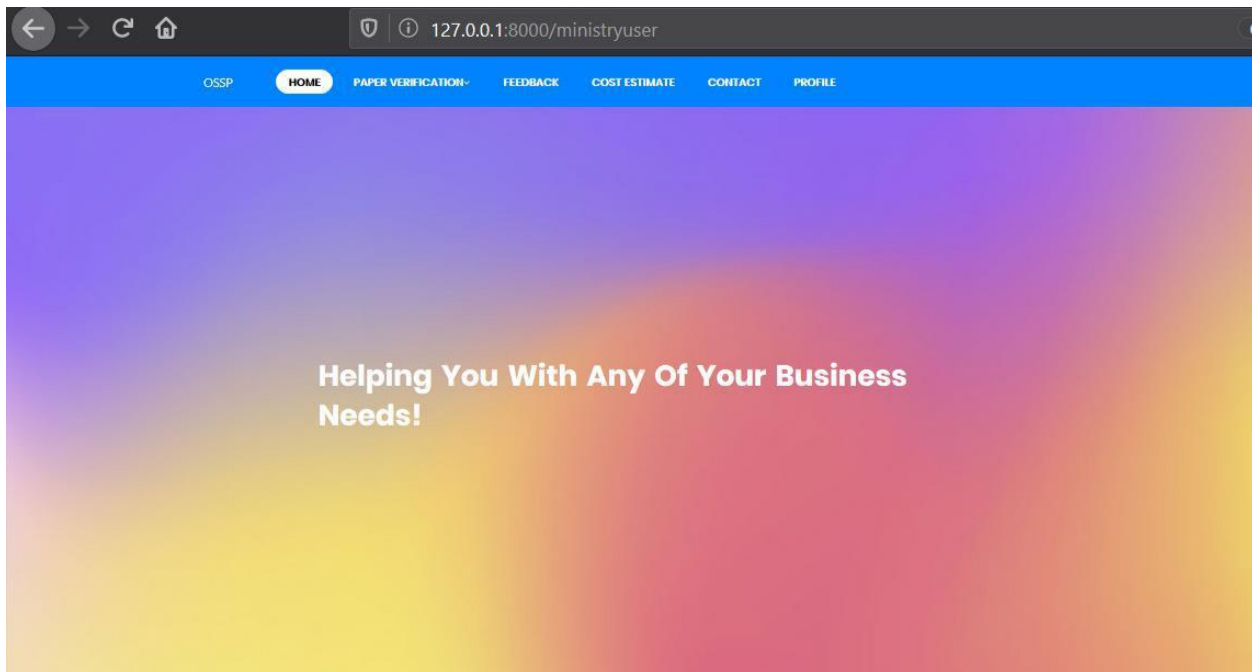 127.0.0.1:8000/ministryuser
OSSP HOME PAPER VERIFICATION FEEDBACK COST ESTIMATE CONTACT PROFILE
Helping You With Any Of Your Business
Needs!